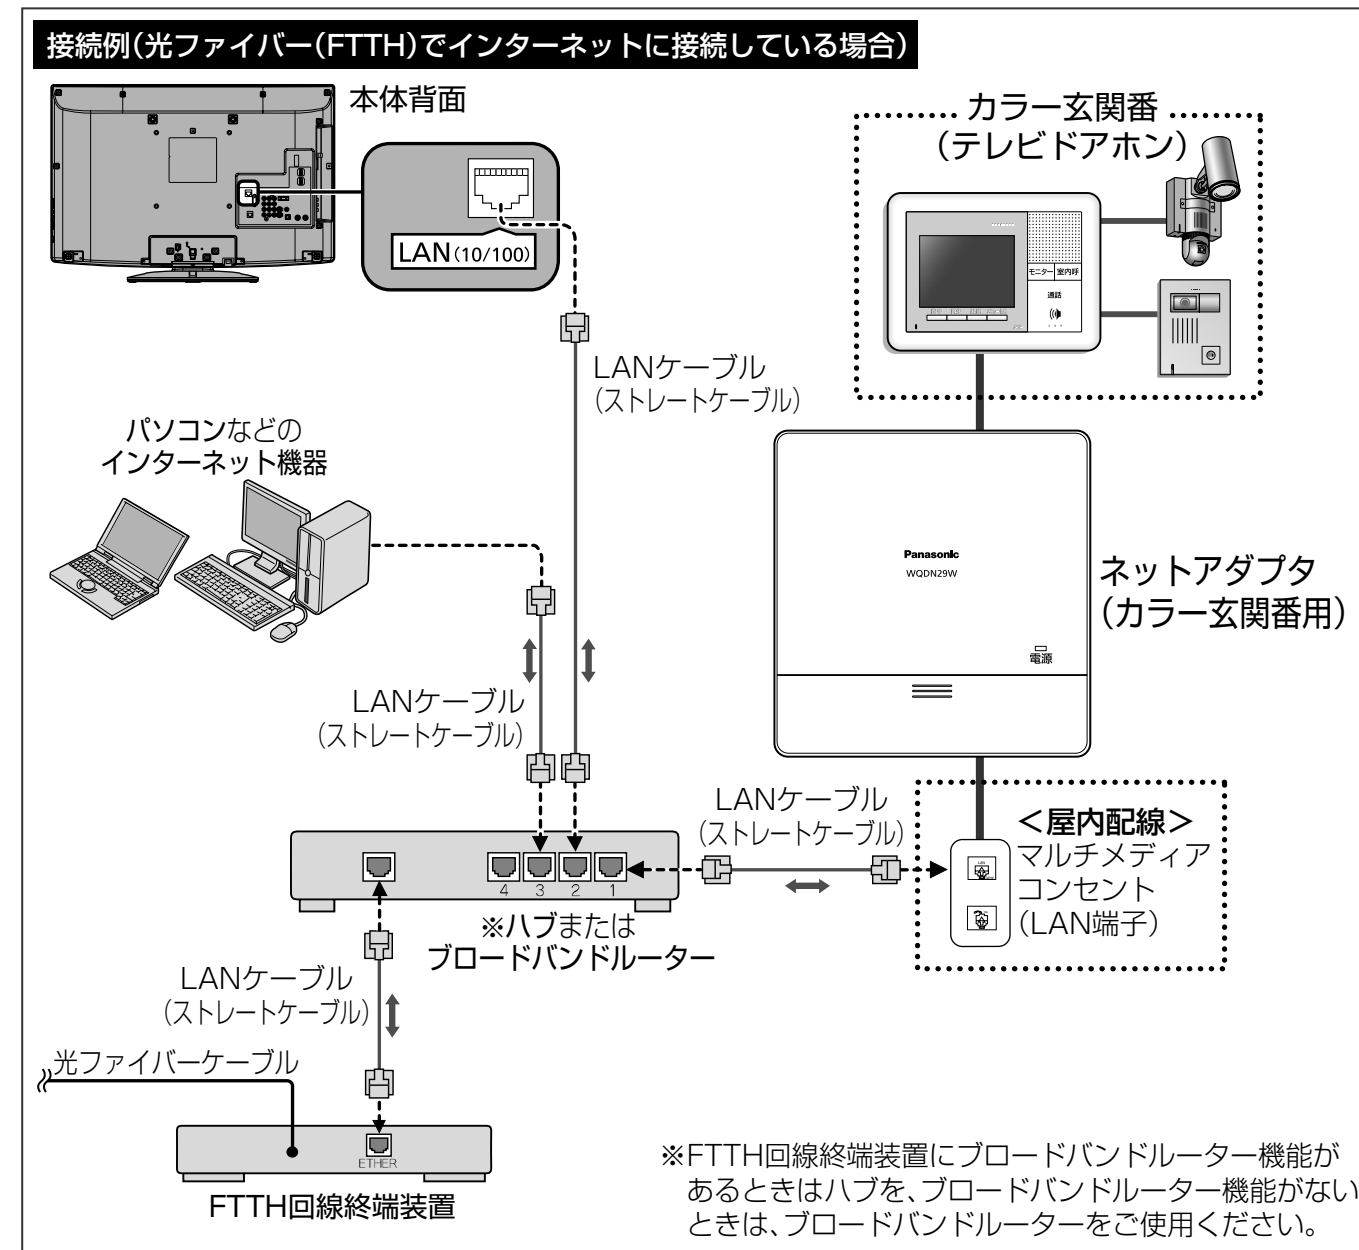 接続例(光ファイバー(FTTH)でインターネットに接続している場合)
本体背面
LAN(10/100)
カラー玄関番
(テレビドアホン)
モニター 室内呼
通話
LANケーブル
(ストレートケーブル)
パソコンなどの
インターネット機器
Panasonic
WQDN29W
電源
ネットアダプタ
(カラー玄関番用)
LANケーブル
(ストレートケーブル)
LANケーブル
(ストレートケーブル)
<屋内配線>
マルチメディア
コンセント
(LAN端子)
4 3 2 1
※ハブまたは
ブロードバンドルーター
LANケーブル
(ストレートケーブル)
光ファイバーケーブル
ETHER
FTTH回線終端装置
※FTTH回線終端装置にブロードバンドルーター機能が
あるときはハブを、ブロードバンドルーター機能がない
ときは、ブロードバンドルーターをご使用ください。